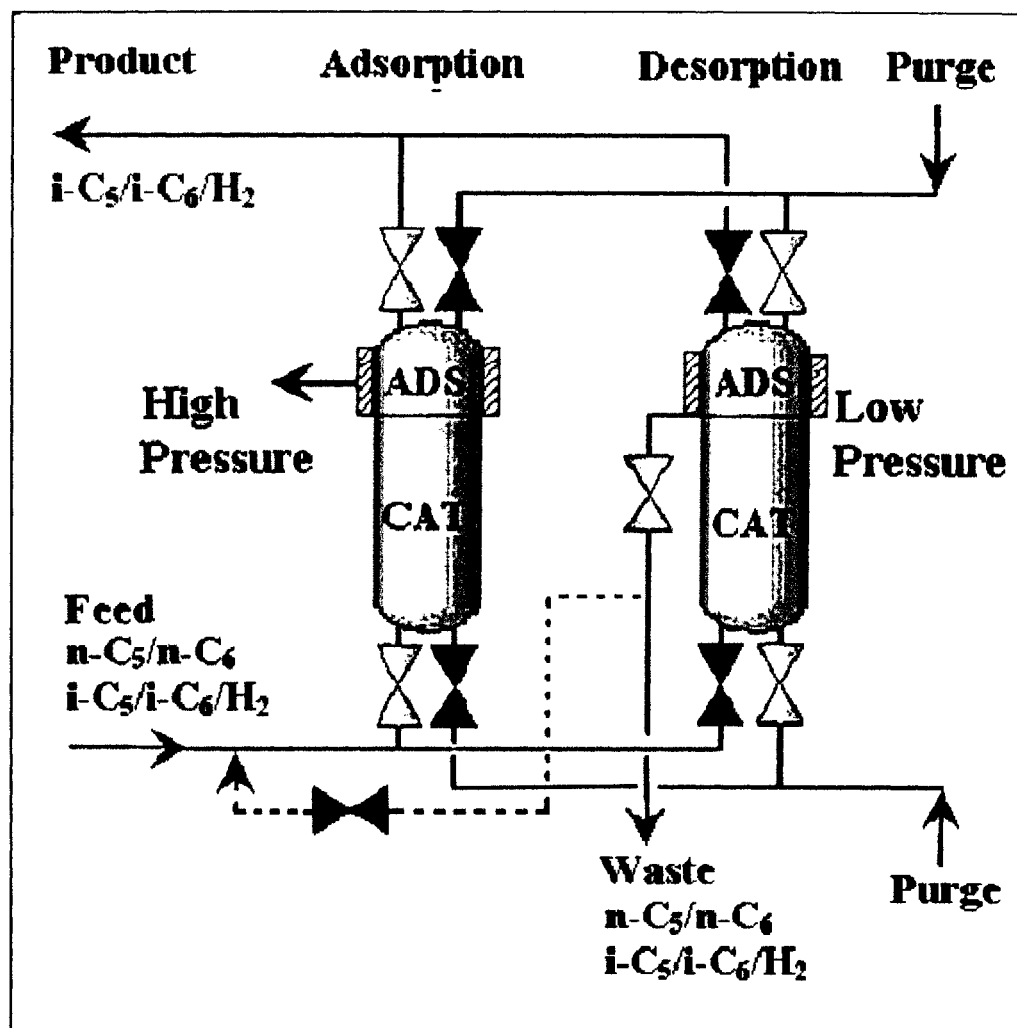 Product
Adsorption
Desorption
Purge
i-C₅/i-C₆/H₂
ADS
ADS
High
Pressure
Low
Pressure
CAT
CAT
Feed
n-C₅/n-C₆
i-C₅/i-C₆/H₂
Waste
n-C₅/n-C₆
i-C₅/i-C₆/H₂
Purge